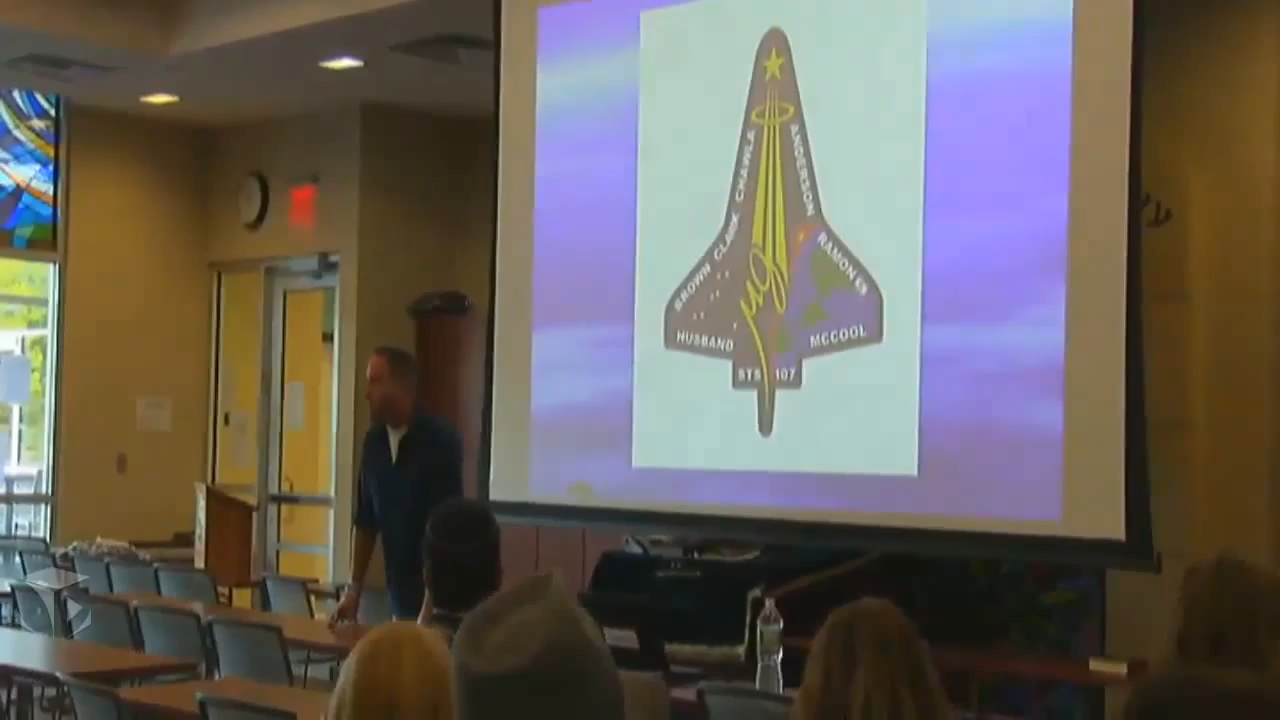 CHAWLA
ANDERSON
CLARK
RAMON
BROWN
HUSBAND
MCCOOL
STS 107